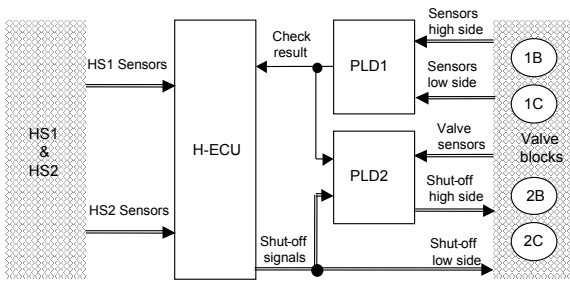 HS1
&
HS2
HS1 Sensors
HS2 Sensors
H-ECU
Check
result
Shut-off
signals
PLD1
PLD2
Sensors
high side
Sensors
low side
Valve
sensors
Shut-off
high side
Shut-off
low side
1B
1C
Valve
blocks
2B
2C